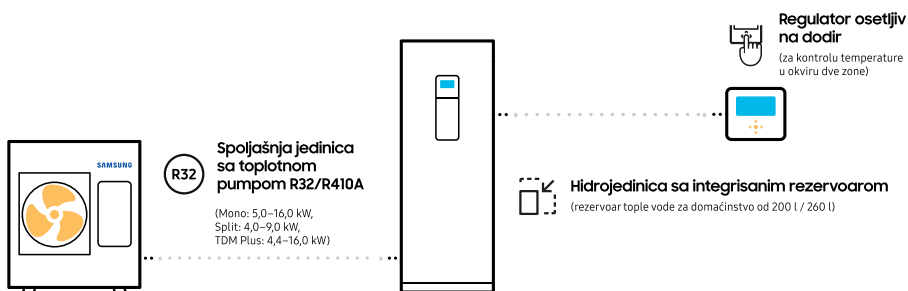 Regulator osetljiv
na dodir
(za kontrolu temperature
u okviru dve zone)
SAMSUNG
R32
Spoljašnja jedinica
sa toplotnom
pumpom R32/R410A
(Mono: 5,0–16,0 kW,
Split: 4,0–9,0 kW,
TDM Plus: 4,4–16,0 kW)
Hidrojedinica sa integrisanim rezervoarom
(rezervoar tople vode za domaćinstvo od 200 l / 260 l)